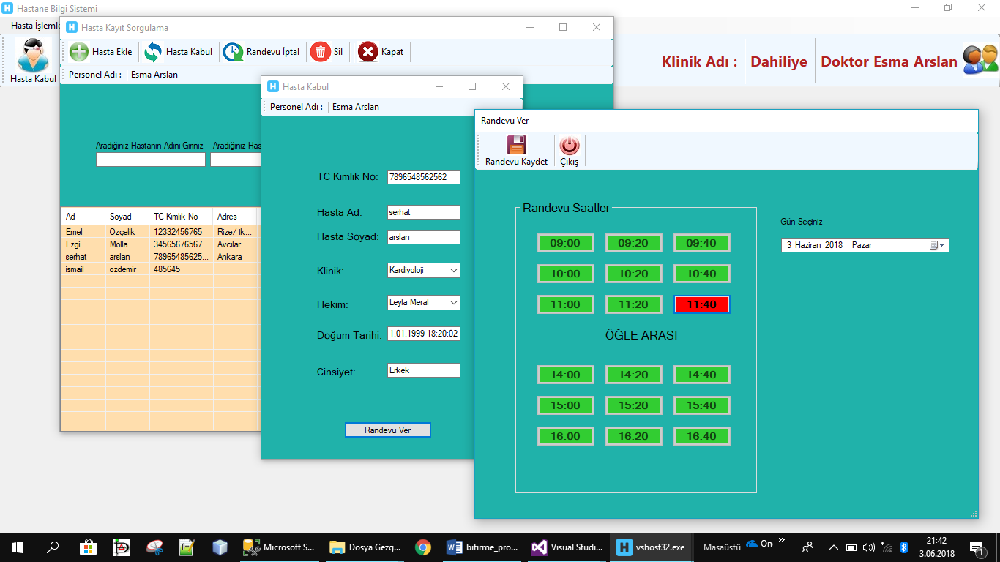 Hastane Bilgi Sistemi
Hasta İşlemle
Hasta Kabul
Klinik Adı :
Dahiliye
Doktor Esma Arslan
Hasta Kayıt Sorgulama
Hasta Ekle
Hasta Kabul
Randevu İptal
Sil
Kapat
Personel Adı :
Esma Arslan
Aradığınız Hastanın Adını Giriniz
Aradığınız Has
Ad Soyad TC Kimlik No Adres
Emel Özçelik 12332456765 Rize/ İk...
Ezgi Molla 34565676567 Avcılar
serhat arslan 78965485625... Ankara
ismail özdemir 485645
Hasta Kabul
Personel Adı :
Esma Arslan
TC Kimlik No: 7896548562562
Hasta Ad: serhat
Hasta Soyad: arslan
Klinik: Kardiyoloji
Hekim: Leyla Meral
Doğum Tarihi: 1.01.1999 18:20:02
Cinsiyet: Erkek
Randevu Ver
Randevu Ver
Randevu Kaydet
Çıkış
Randevu Saatler
09:00 09:20 09:40
10:00 10:20 10:40
11:00 11:20 11:40
ÖĞLE ARASI
14:00 14:20 14:40
15:00 15:20 15:40
16:00 16:20 16:40
Gün Seçiniz
3 Haziran 2018 Pazar
Microsoft S...
Dosya Gezg...
bitirme_pro...
Visual Studi...
vshost32.exe
Masaüstü
On
21:42
3.06.2018
1